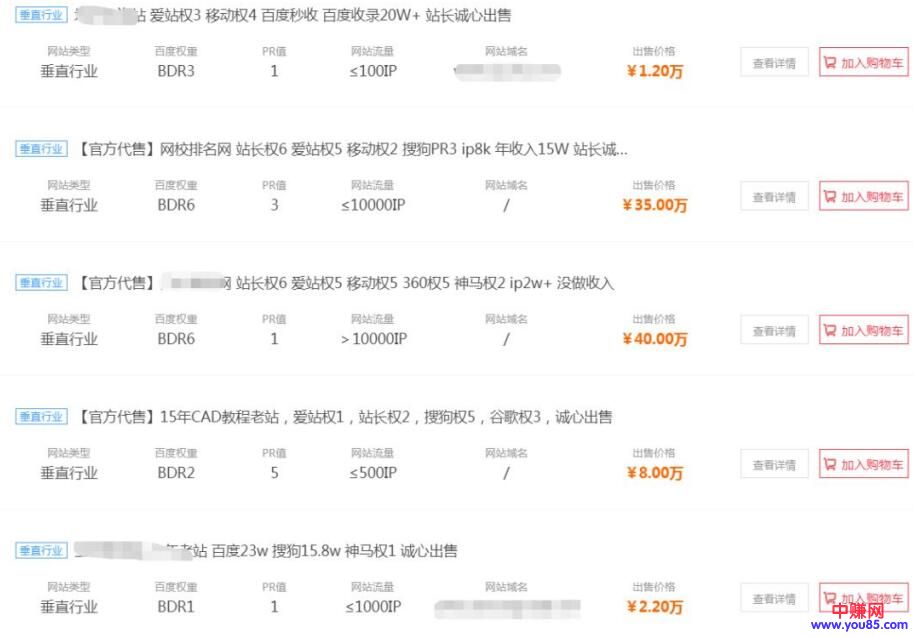 垂直行业 站 爱站权3 移动权4 百度秒收 百度收录20W+ 站长诚心出售
网站类型 百度权重 PR值 网站流量 网站域名 出售价格
垂直行业 BDR3 1 ≤100IP ￥1.20万 查看详情 加入购物车
垂直行业 【官方代售】网校排名网 站长权6 爱站权5 移动权2 搜狗PR3 ip8k 年收入15W 站长诚...
网站类型 百度权重 PR值 网站流量 网站域名 出售价格
垂直行业 BDR6 3 ≤10000IP / ￥35.00万 查看详情 加入购物车
垂直行业 【官方代售】 网 站长权6 爱站权5 移动权5 360权5 神马权2 ip2w+ 没做收入
网站类型 百度权重 PR值 网站流量 网站域名 出售价格
垂直行业 BDR6 1 >10000IP / ￥40.00万 查看详情 加入购物车
垂直行业 【官方代售】15年CAD教程老站，爱站权1，站长权2，搜狗权5，谷歌权3，诚心出售
网站类型 百度权重 PR值 网站流量 网站域名 出售价格
垂直行业 BDR2 5 ≤500IP / ￥8.00万 查看详情 加入购物车
垂直行业 年老站 百度23w 搜狗15.8w 神马权1 诚心出售
网站类型 百度权重 PR值 网站流量 网站域名 出售价格
垂直行业 BDR1 1 ≤1000IP ￥2.20万 查看详情 加入购物车
中赚网
www.you85.com